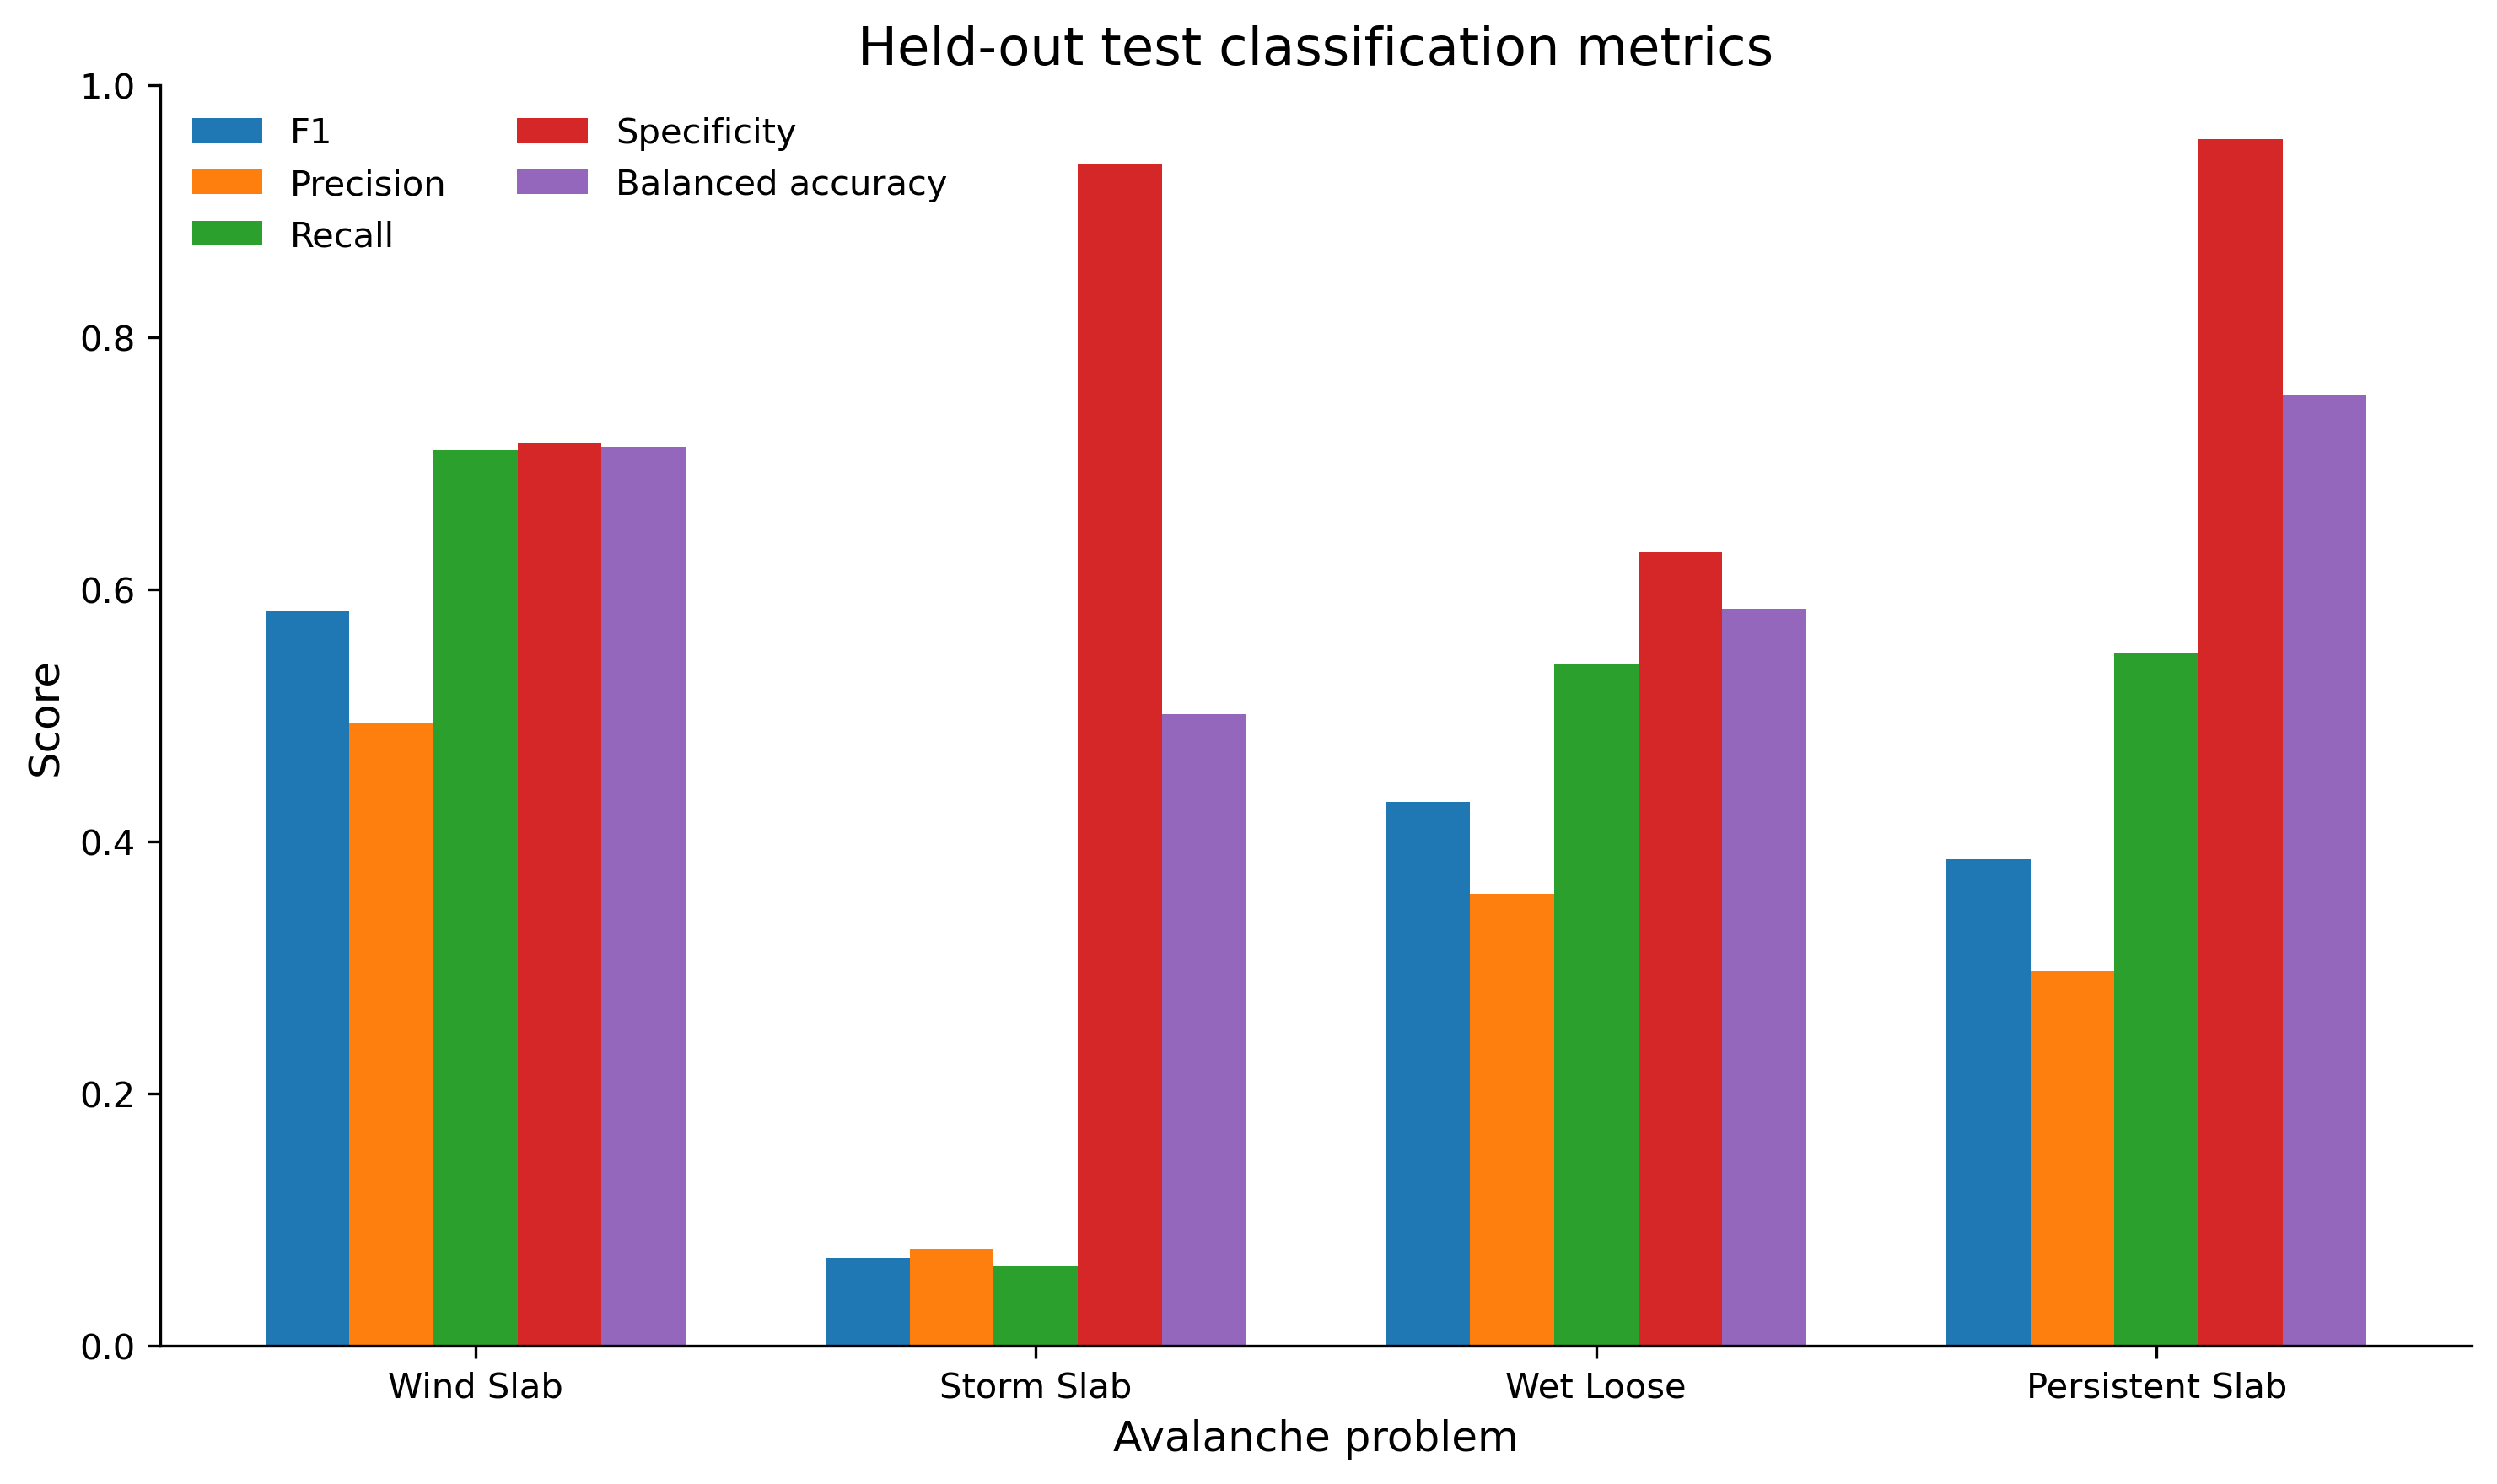 Held-out test classification metrics
F1
Precision
Recall
Specificity
Balanced accuracy
Score
1.0
0.8
0.6
0.4
0.2
0.0
Wind Slab
Storm Slab
Wet Loose
Persistent Slab
Avalanche problem